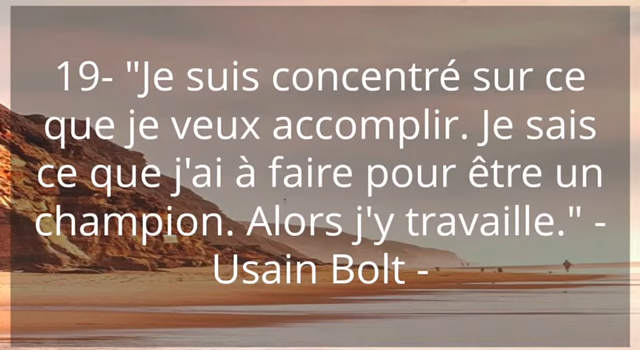 19- "Je suis concentré sur ce
que je veux accomplir. Je sais
ce que j'ai à faire pour être un
champion. Alors j'y travaille." -
Usain Bolt -